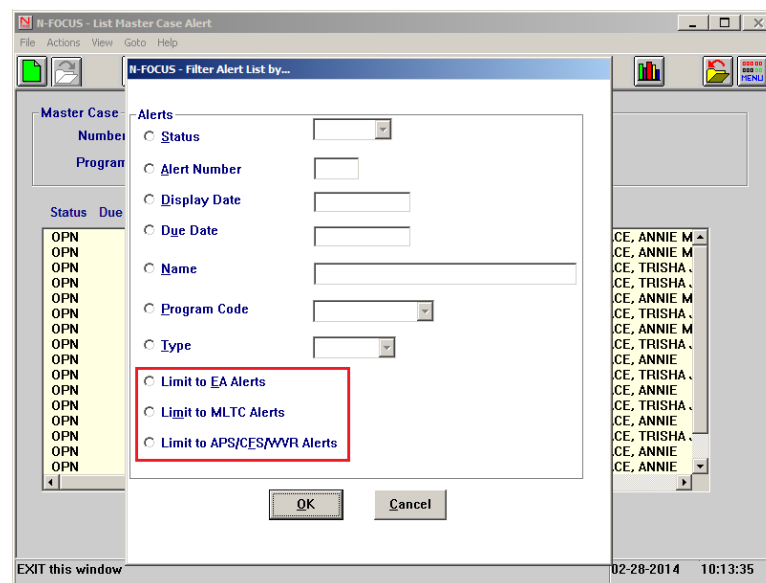 N-FOCUS - List Master Case Alert
File Actions View Goto Help
MENU
N-FOCUS - Filter Alert List by...
Master Case
Number
Program
Status Due
Alerts
Status
Alert Number
Display Date
Due Date
Name
Program Code
Type
Limit to EA Alerts
Limit to MLTC Alerts
Limit to APS/CFS/WVR Alerts
OK Cancel
OPN CE, ANNIE M
OPN CE, ANNIE M
OPN CE, TRISHA J
OPN CE, TRISHA J
OPN CE, ANNIE M
OPN CE, TRISHA J
OPN CE, ANNIE M
OPN CE, TRISHA J
OPN CE, ANNIE
OPN CE, TRISHA J
OPN CE, ANNIE
OPN CE, TRISHA J
OPN CE, ANNIE
OPN CE, TRISHA J
OPN CE, ANNIE
OPN CE, ANNIE
EXIT this window 02-28-2014 10:13:35